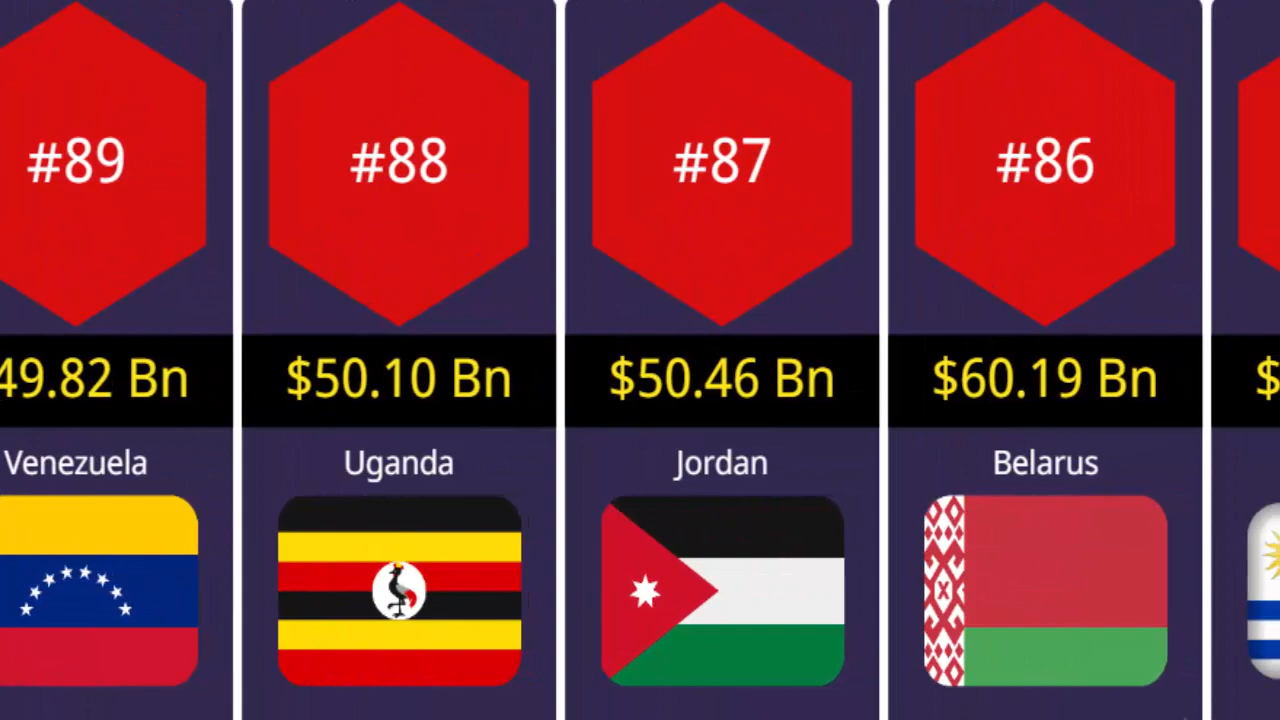 #89
#88
#87
#86
49.82 Bn
$50.10 Bn
$50.46 Bn
$60.19 Bn
$
Venezuela
Uganda
Jordan
Belarus